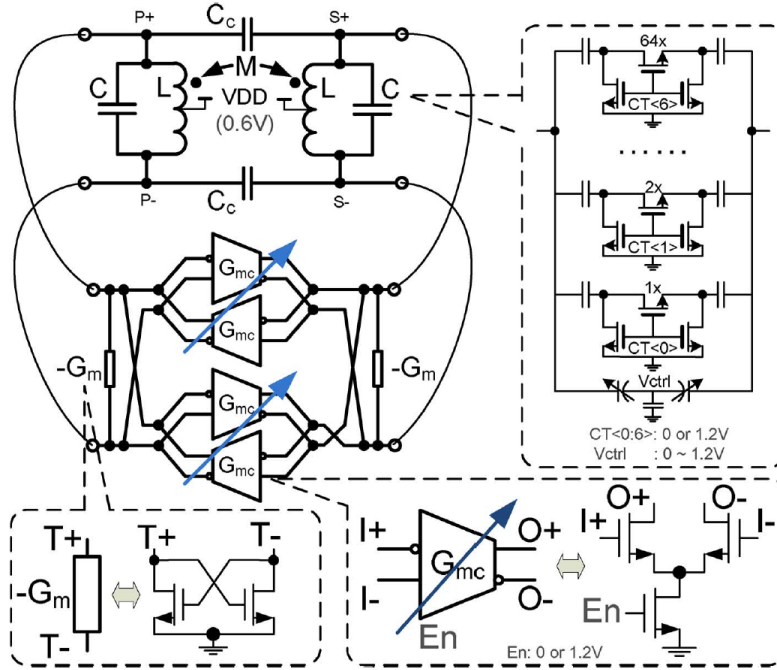 P+ Cc S+
M
C L VDD L C
(0.6V)
P- Cc S-
64x
CT<6>
......
2x
CT<1>
1x
CT<0>
Vctrl
CT<0:6>: 0 or 1.2V
Vctrl : 0 ~ 1.2V
Gmc
Gmc
-Gm -Gm
Gmc
Gmc
T+ T+ T-
-Gm
T-
I+ O+
Gmc
I- O-
En
O+ O-
I+ I-
En
En: 0 or 1.2V